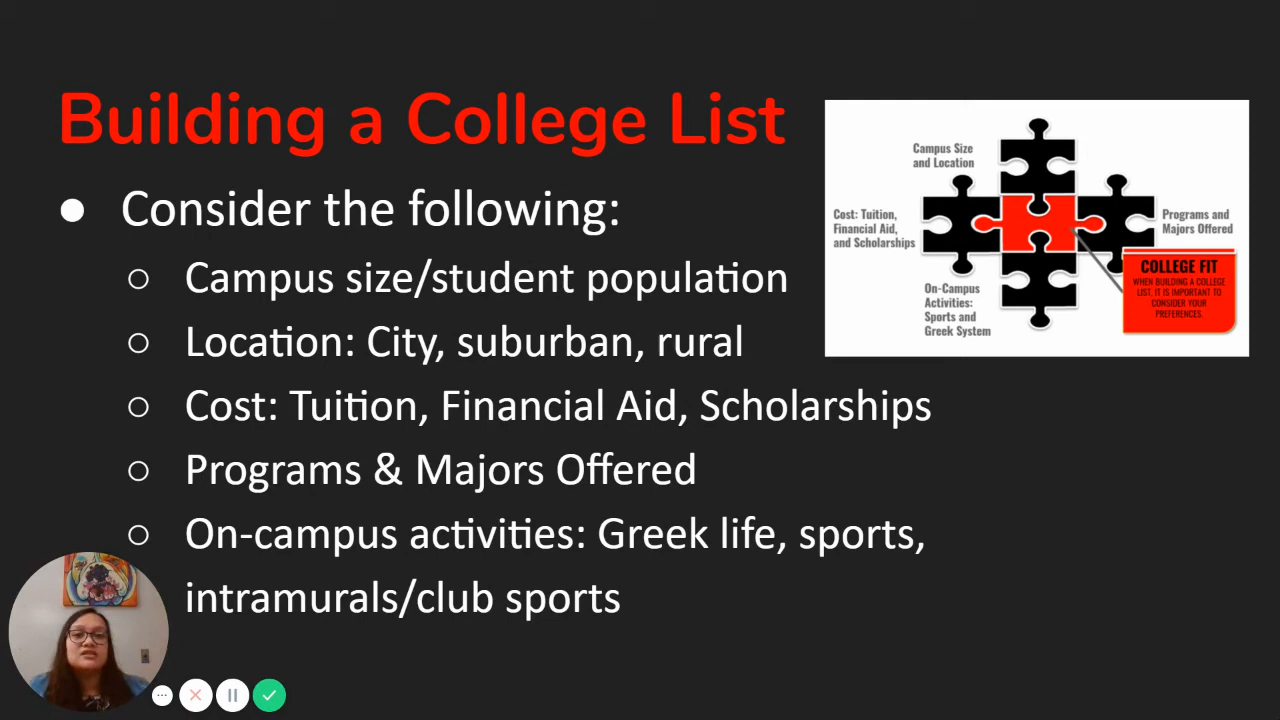 Building a College List
● Consider the following:
○ Campus size/student population
○ Location: City, suburban, rural
○ Cost: Tuition, Financial Aid, Scholarships
○ Programs & Majors Offered
○ On-campus activities: Greek life, sports,
intramurals/club sports
Campus Size
and Location
Cost: Tuition,
Financial Aid,
and Scholarships
Programs and
Majors Offered
On-Campus
Activities:
Sports and
Greek System
COLLEGE FIT
WHEN BUILDING A COLLEGE
LIST, IT IS IMPORTANT TO
CONSIDER YOUR
PREFERENCES.